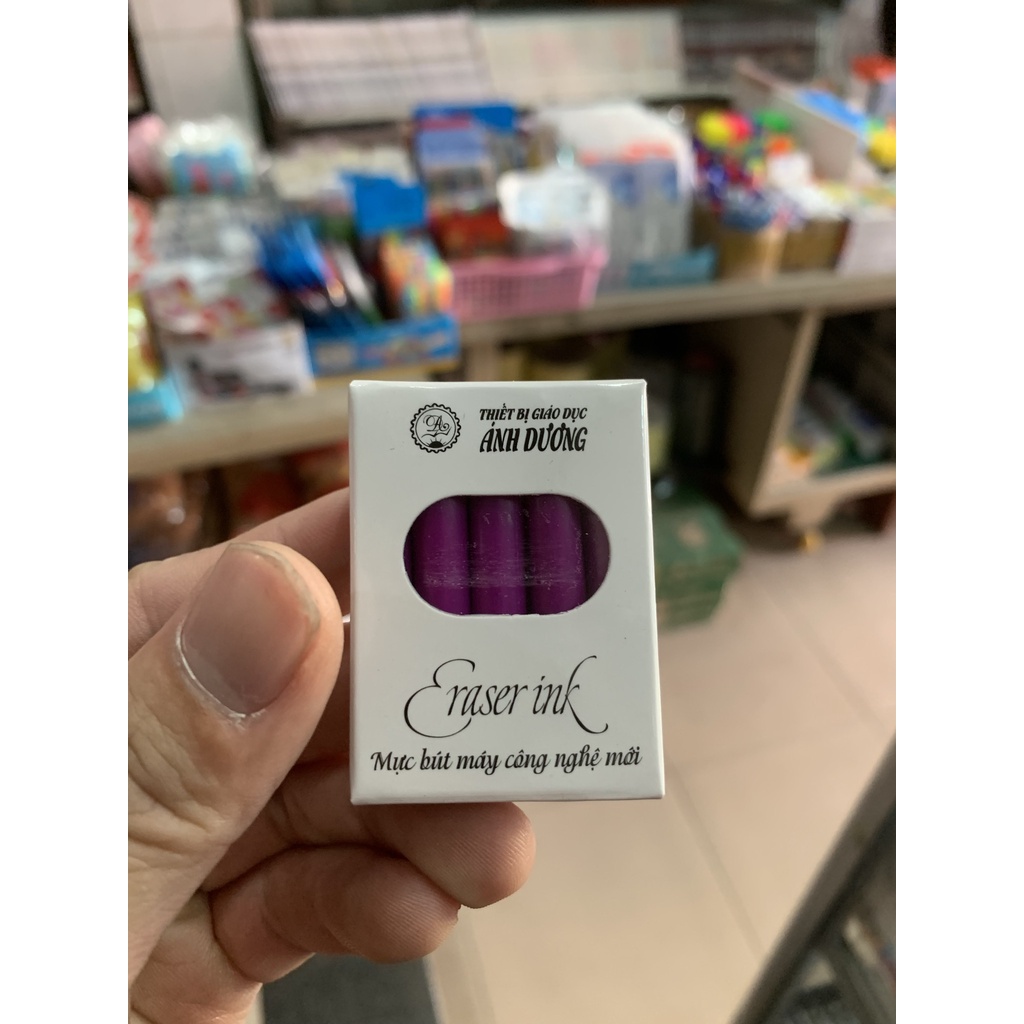 THIẾT BỊ GIÁO DỤC
ÁNH DƯƠNG
Eraser ink
Mực bút máy công nghệ mới